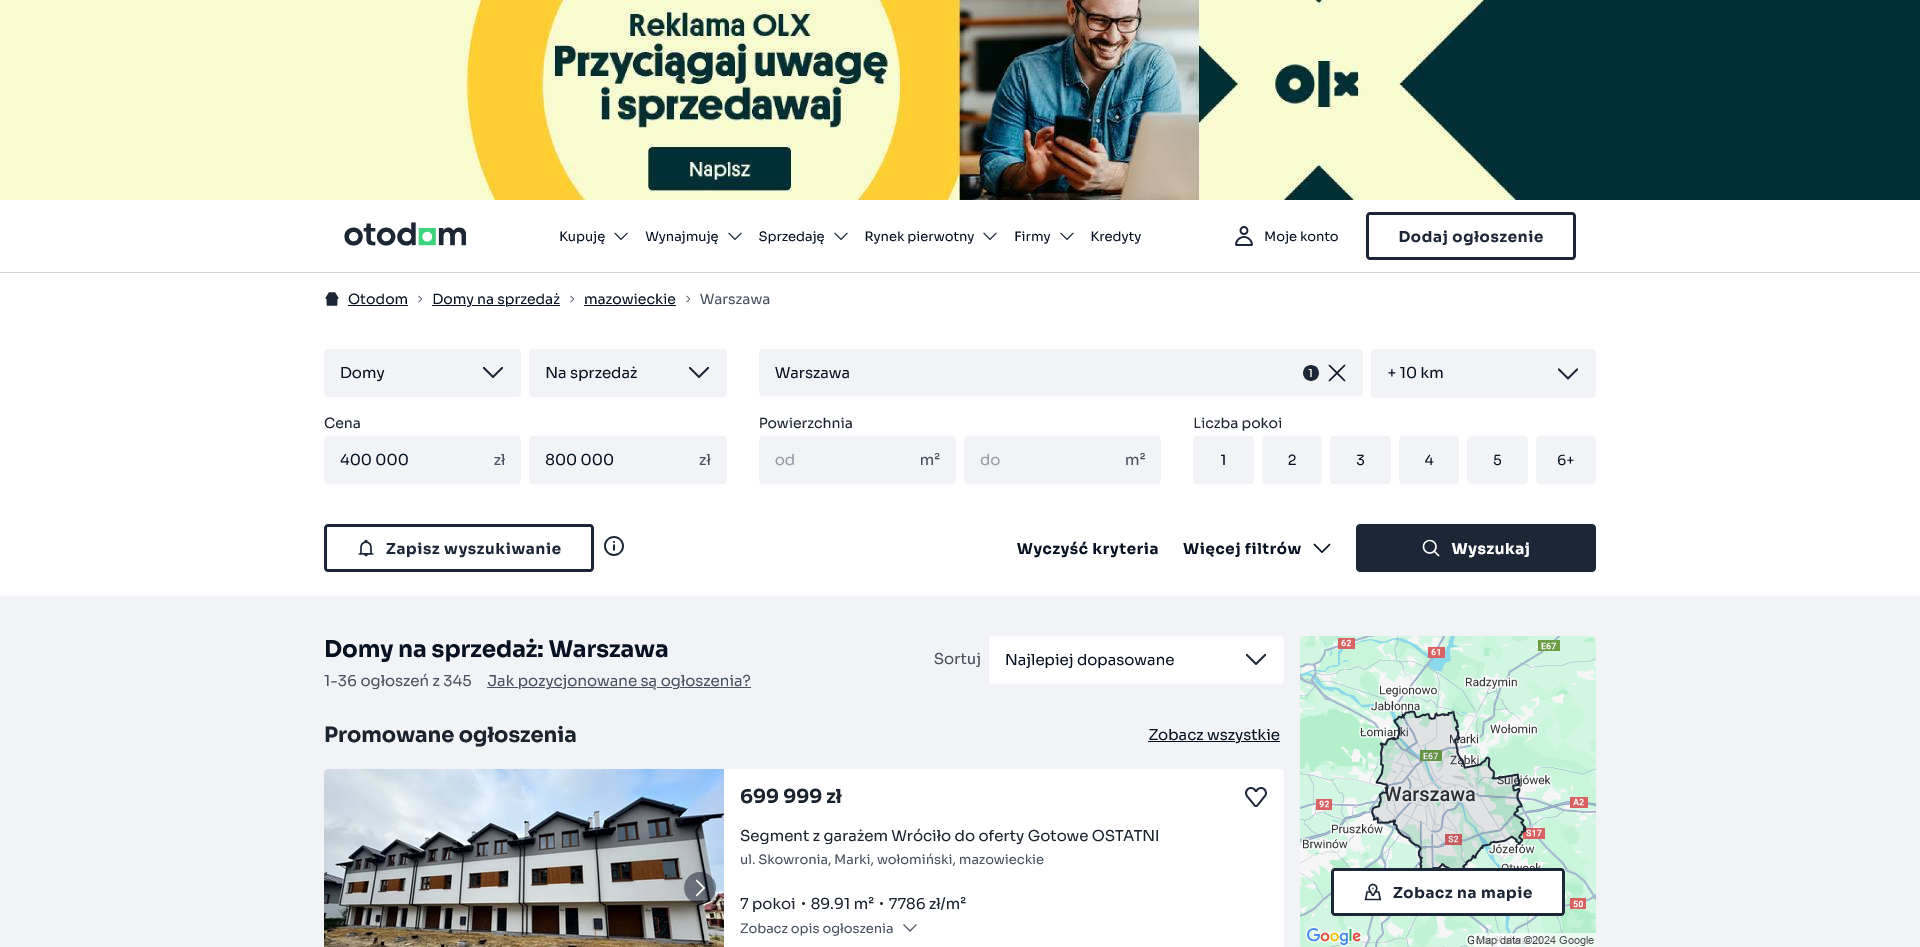 Reklama OLX
Przyciągaj uwagę
i sprzedawaj
Napisz
olx
otodom
Kupuję
Wynajmuję
Sprzedaję
Rynek pierwotny
Firmy
Kredyty
Moje konto
Dodaj ogłoszenie
Otodom > Domy na sprzedaż > mazowieckie > Warszawa
Domy
Na sprzedaż
Warszawa
1
+ 10 km
Cena
Powierzchnia
Liczba pokoi
400 000 zł
800 000 zł
od m²
do m²
1
2
3
4
5
6+
Zapisz wyszukiwanie
Wyczyść kryteria
Więcej filtrów
Wyszukaj
Domy na sprzedaż: Warszawa
1-36 ogłoszeń z 345
Jak pozycjonowane są ogłoszenia?
Sortuj
Najlepiej dopasowane
Promowane ogłoszenia
Zobacz wszystkie
699 999 zł
Segment z garażem Wróciło do oferty Gotowe OSTATNI
ul. Skowronia, Marki, wołomiński, mazowieckie
7 pokoi • 89.91 m² • 7786 zł/m²
Zobacz opis ogłoszenia
62
E67
61
Radzymin
Legionowo
Jabłonna
Wołomin
Łomianki
Marki
E67
Ząbki
Sulejówek
Warszawa
92
A2
Pruszków
S17
S2
Brwinów
Józefów
Otwock
Zobacz na mapie
50
Google
Map data ©2024 Google